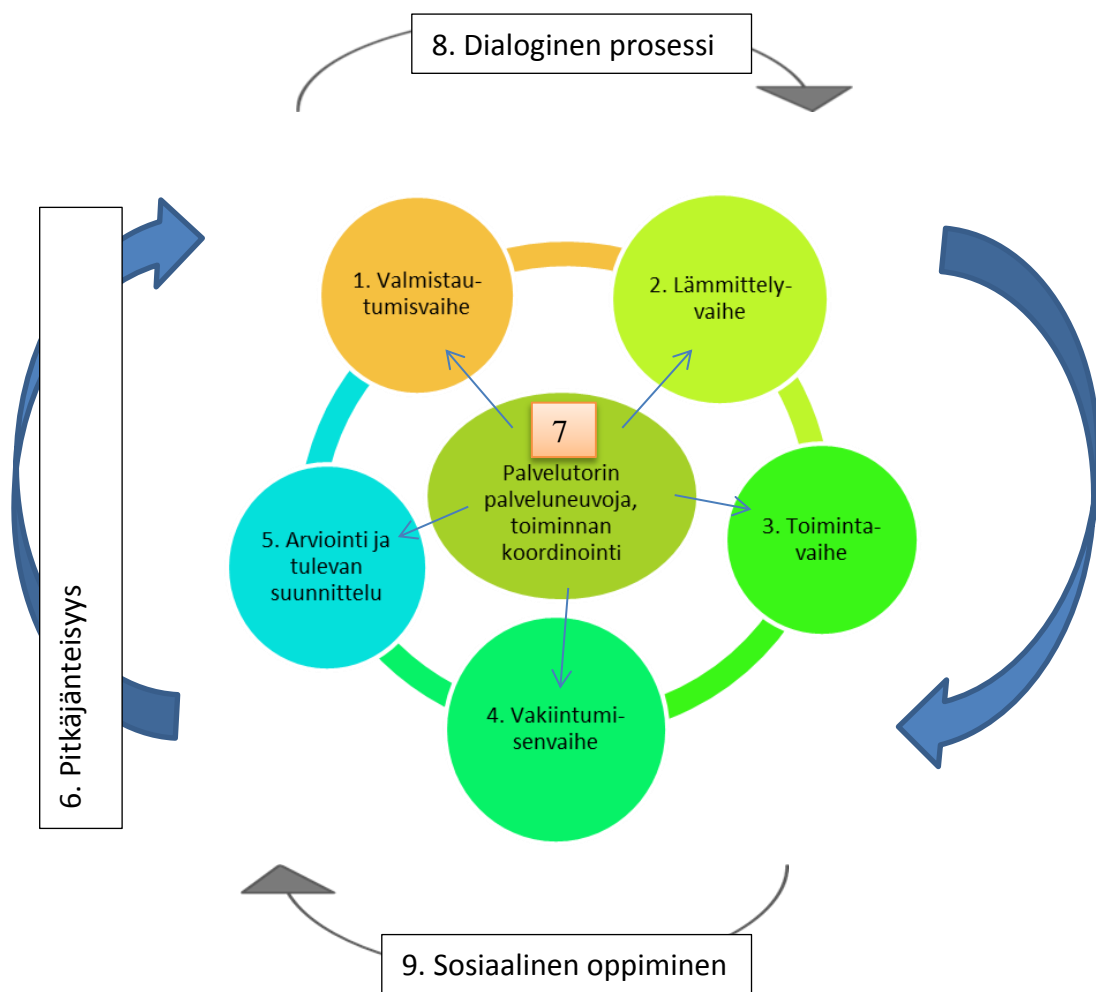 8. Dialoginen prosessi
1. Valmistau-
tumisvaihe
2. Lämmittely-
vaihe
3. Toiminta-
vaihe
4. Vakiintumi-
senvaihe
5. Arviointi ja
tulevan
suunnittelu
7
Palvelutorin
palveluneuvoja,
toiminnan
koordinointi
6. Pitkäjänteisyys
9. Sosiaalinen oppiminen